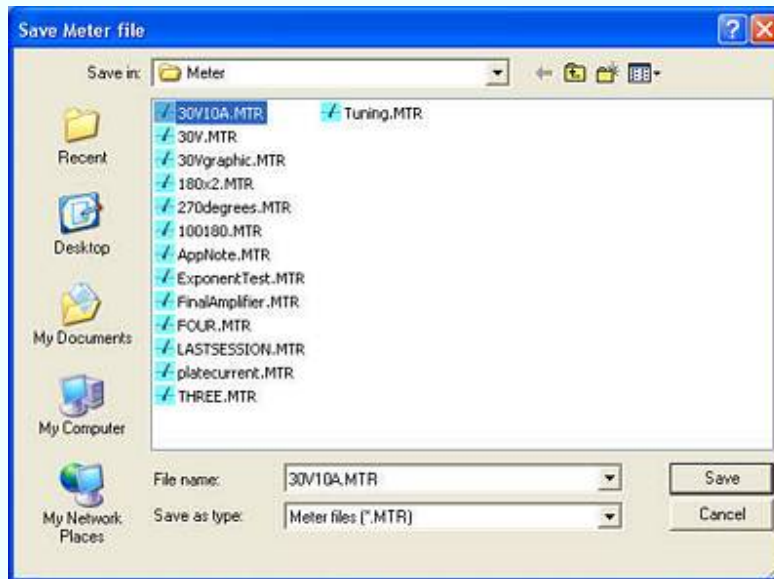 Save Meter file
Save in: Meter
Recent
Desktop
My Documents
My Computer
My Network
Places
30V10A.MTR
30V.MTR
30Vgraphic.MTR
180x2.MTR
270degrees.MTR
100180.MTR
AppNote.MTR
ExponentTest.MTR
FinalAmplifier.MTR
FOUR.MTR
LASTSESSION.MTR
platecurrent.MTR
THREE.MTR
Tuning.MTR
File name: 30V10A.MTR Save
Save as type: Meter files (*.MTR) Cancel